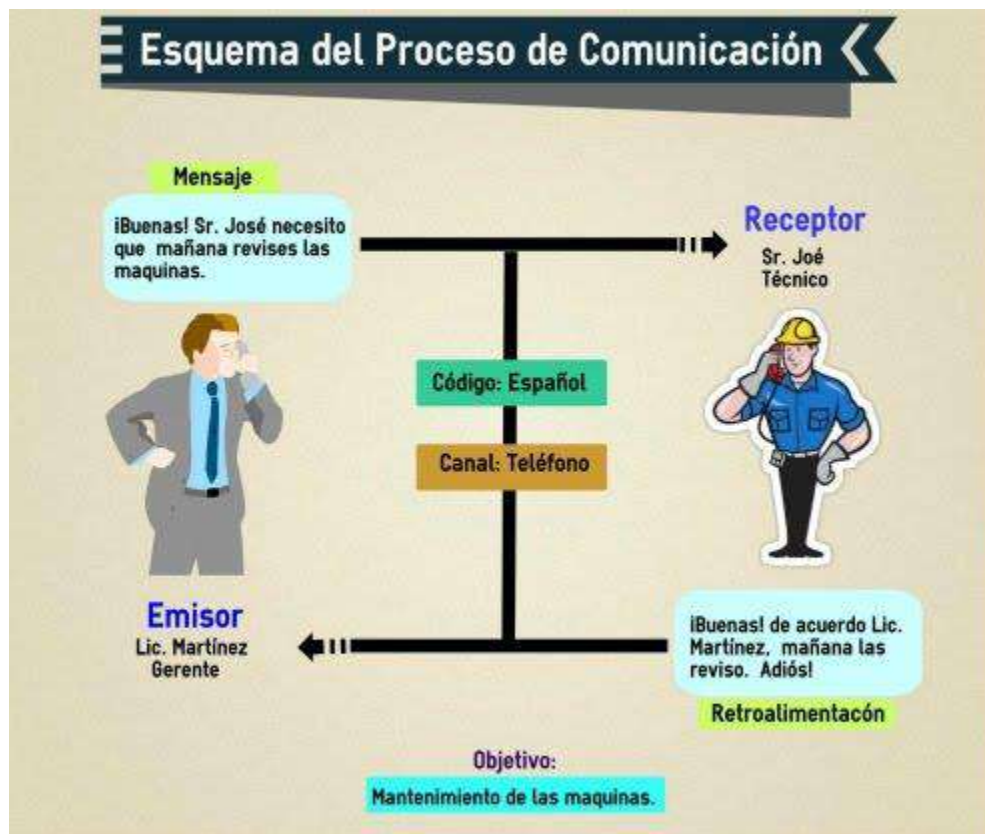 Esquema del Proceso de Comunicación
Mensaje
¡Buenas! Sr. José necesito
que mañana revises las
maquinas.
Receptor
Sr. Joé
Técnico
Código: Español
Canal: Teléfono
Emisor
Lic. Martínez
Gerente
¡Buenas! de acuerdo Lic.
Martínez, mañana las
reviso. Adiós!
Retroalimentacón
Objetivo:
Mantenimiento de las maquinas.